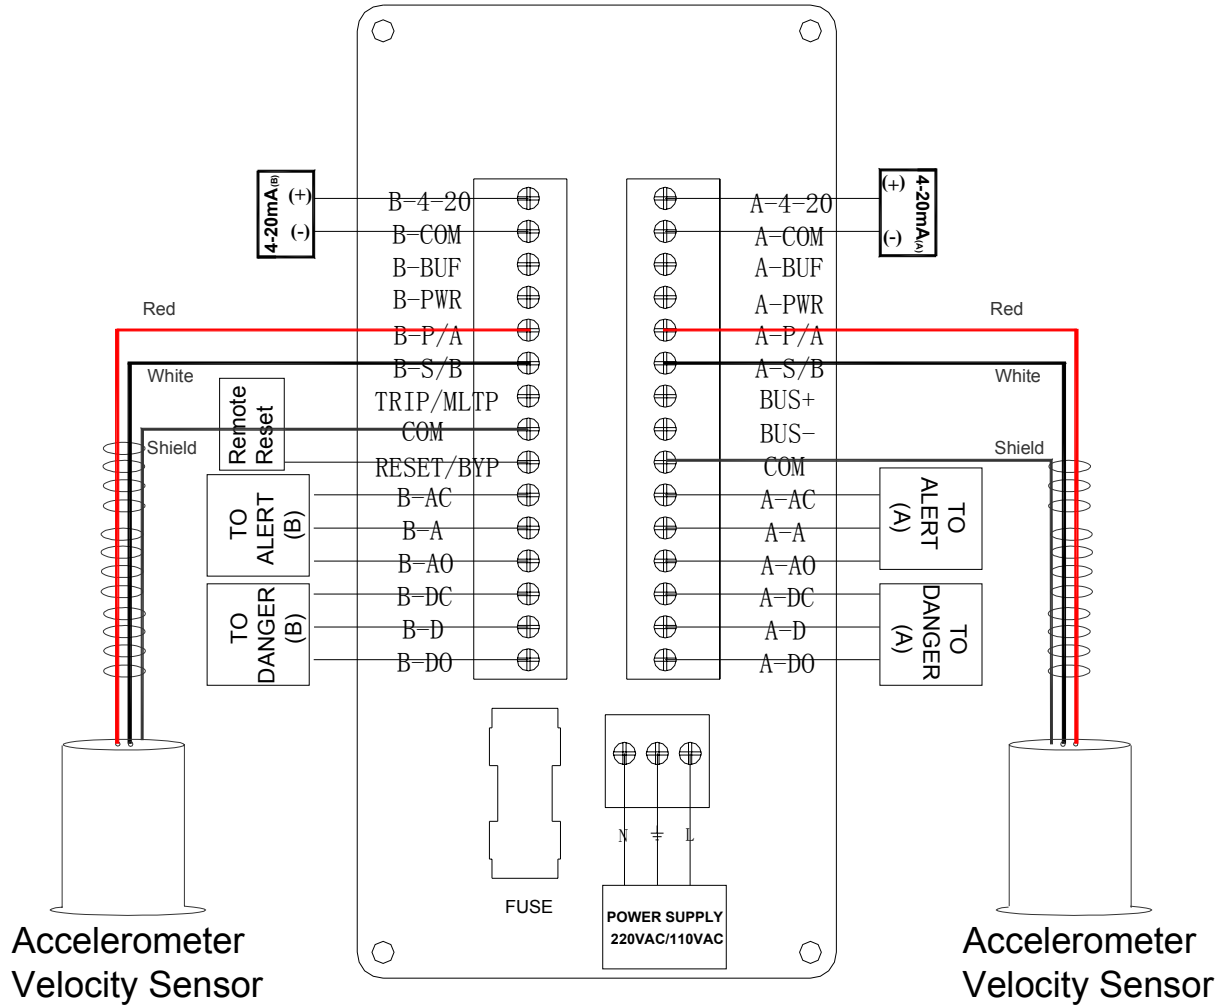 4-20mA(B)
(+)
(-)
B-4-20
B-COM
B-BUF
B-PWR
B-P/A
B-S/B
TRIP/MLTP
COM
RESET/BYP
B-AC
B-A
B-AO
B-DC
B-D
B-DO
Red
White
Shield
Remote
Reset
TO
ALERT
(B)
TO
DANGER
(B)
A-4-20
A-COM
A-BUF
A-PWR
A-P/A
A-S/B
BUS+
BUS-
COM
A-AC
A-A
A-AO
A-DC
A-D
A-DO
(+)
(-)
4-20mA(A)
Red
White
Shield
TO
ALERT
(A)
TO
DANGER
(A)
N
L
FUSE
POWER SUPPLY
220VAC/110VAC
Accelerometer
Velocity Sensor
Accelerometer
Velocity Sensor